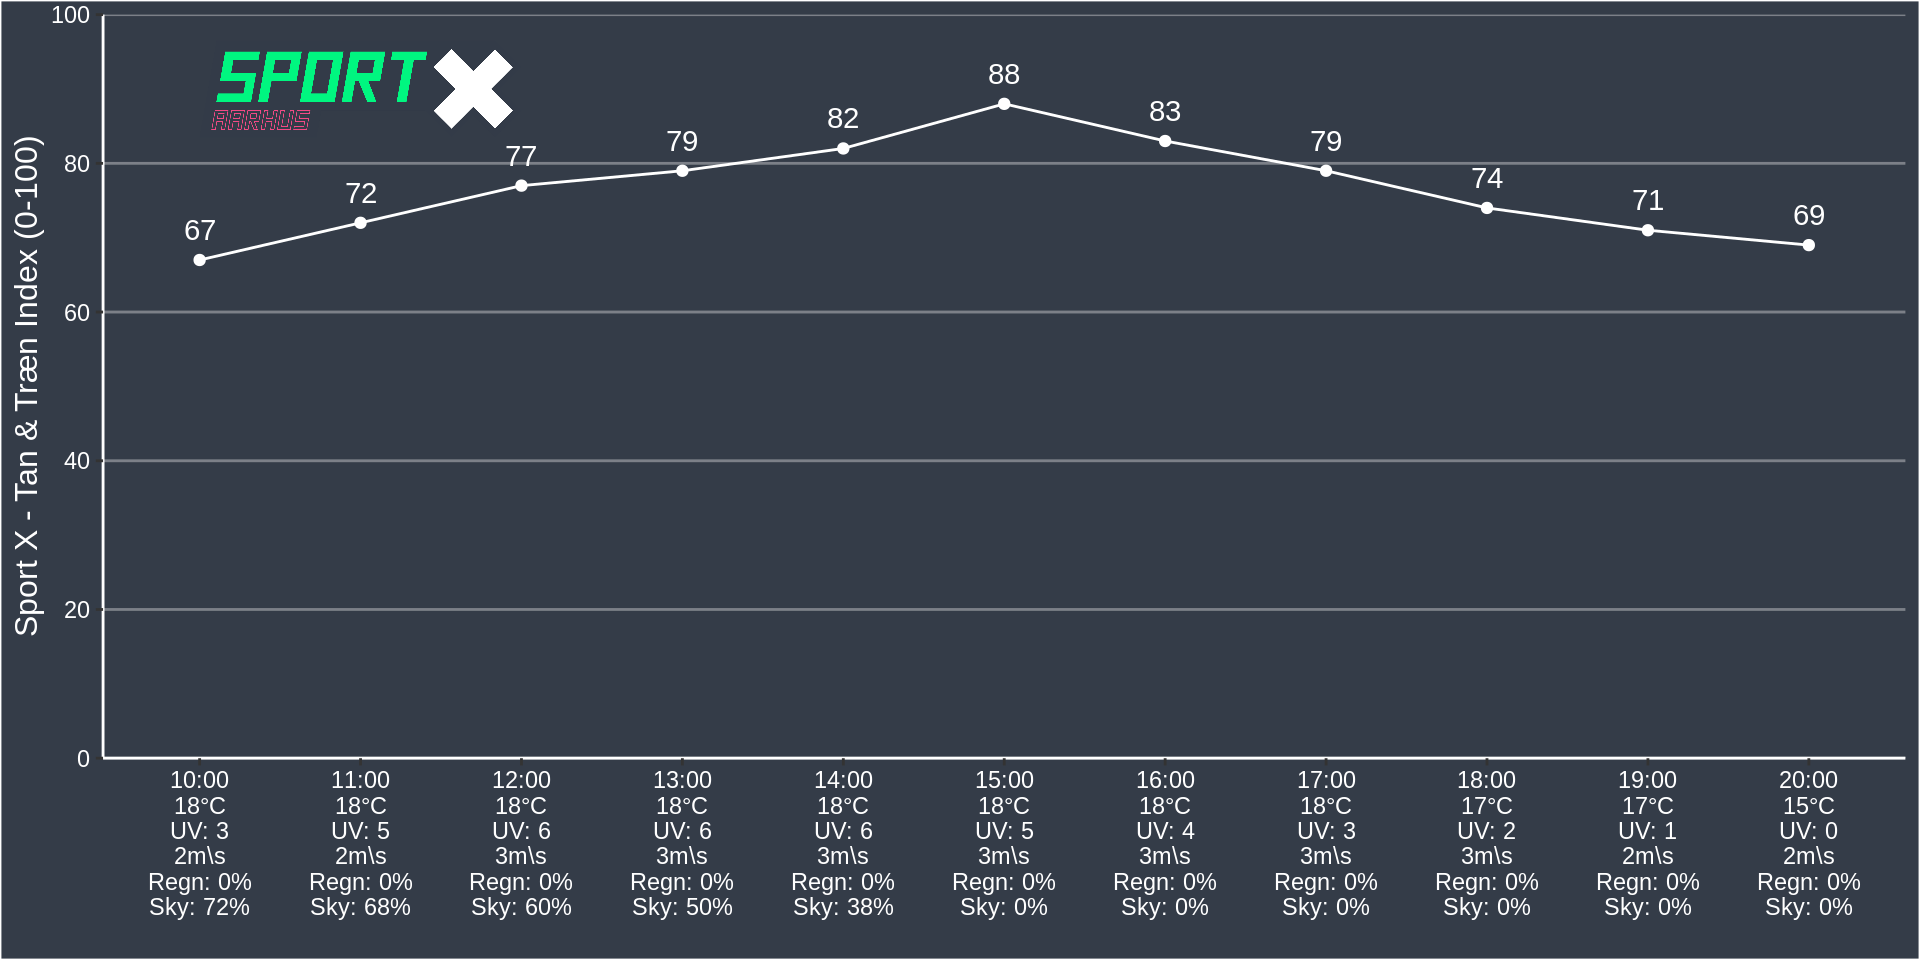 100
80
60
40
20
0
Sport X - Tan & Træn Index (0-100)
SPORT X
AARHUS
67
72
77
79
82
88
83
79
74
71
69
10:00 11:00 12:00 13:00 14:00 15:00 16:00 17:00 18:00 19:00 20:00
18°C 18°C 18°C 18°C 18°C 18°C 18°C 18°C 17°C 17°C 15°C
UV: 3 UV: 5 UV: 6 UV: 6 UV: 6 UV: 5 UV: 4 UV: 3 UV: 2 UV: 1 UV: 0
2m\s 2m\s 3m\s 3m\s 3m\s 3m\s 3m\s 3m\s 3m\s 2m\s 2m\s
Regn: 0% Regn: 0% Regn: 0% Regn: 0% Regn: 0% Regn: 0% Regn: 0% Regn: 0% Regn: 0% Regn: 0% Regn: 0%
Sky: 72% Sky: 68% Sky: 60% Sky: 50% Sky: 38% Sky: 0% Sky: 0% Sky: 0% Sky: 0% Sky: 0% Sky: 0%